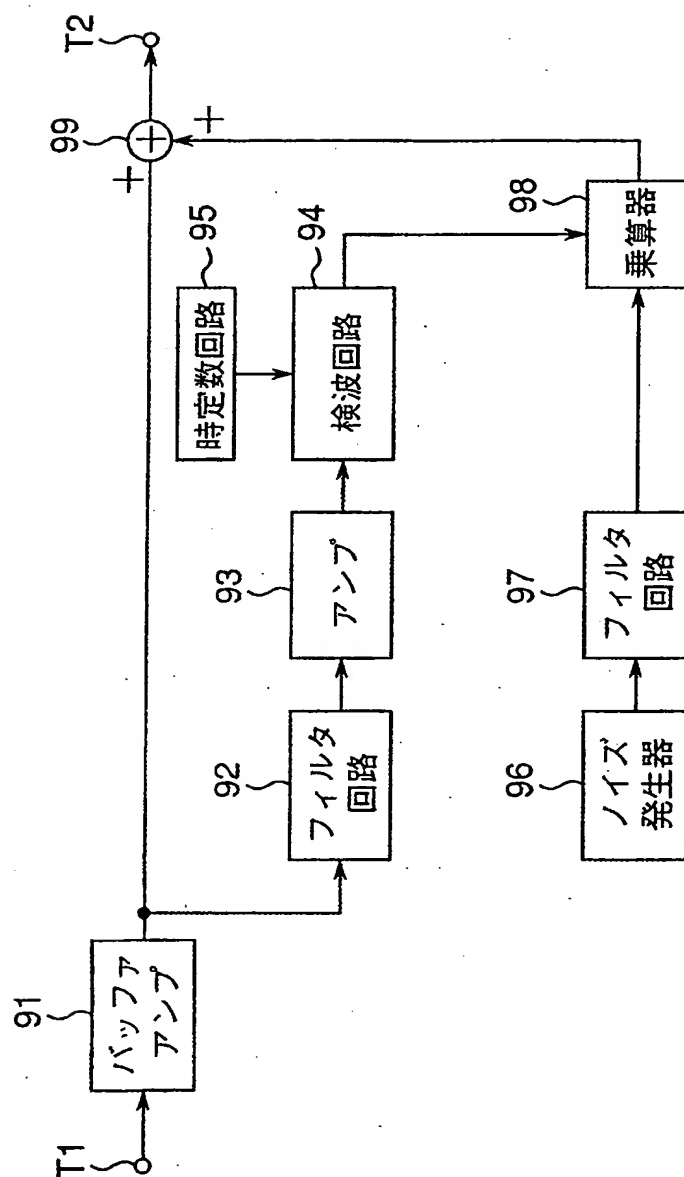 T1
91
バッファ
アンプ
92
フィルタ
回路
93
アンプ
95
時定数回路
94
検波回路
96
ノイズ
発生器
97
フィルタ
回路
98
乗算器
99
+
+
+
T2